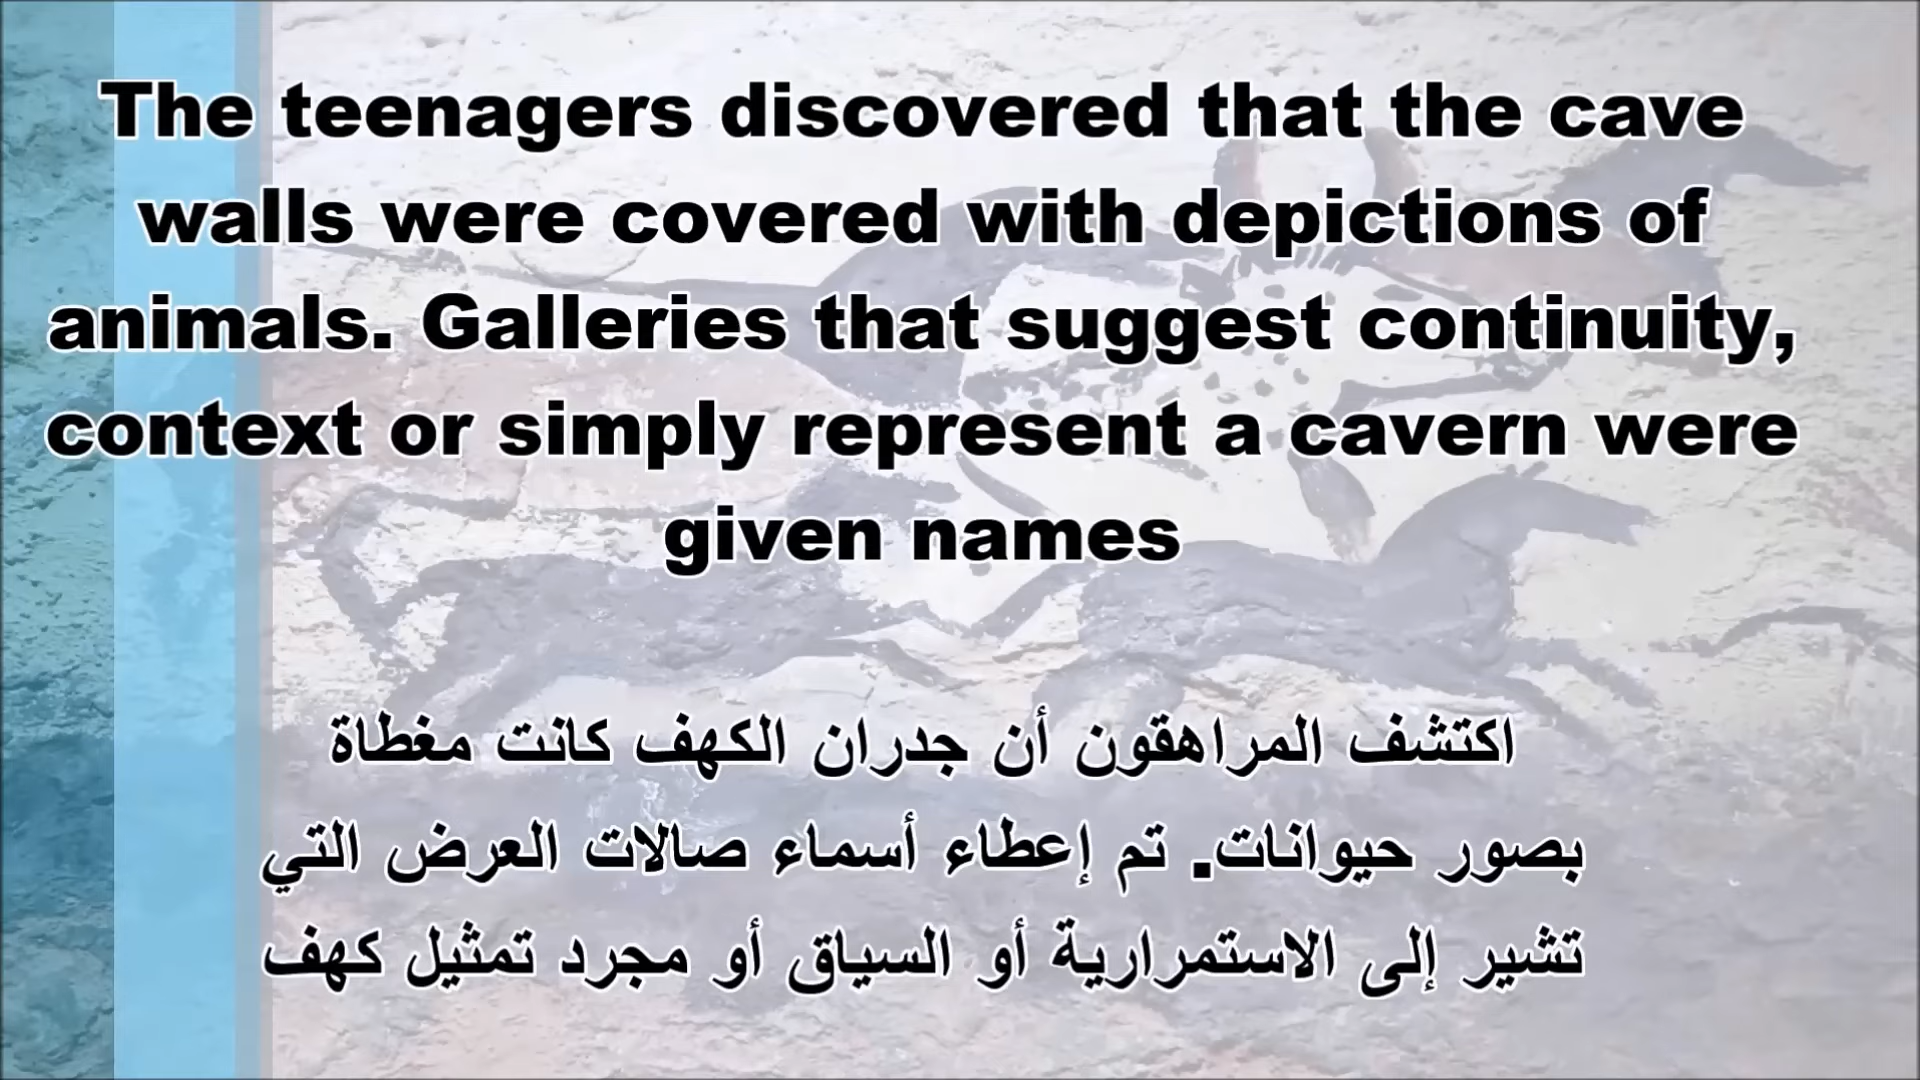 The teenagers discovered that the cave
walls were covered with depictions of
animals. Galleries that suggest continuity,
context or simply represent a cavern were
given names
اكتشف المراهقون أن جدران الكهف كانت مغطاة
بصور حيوانات. تم إعطاء أسماء صالات العرض التي
تشير إلى الاستمرارية أو السياق أو مجرد تمثيل كهف